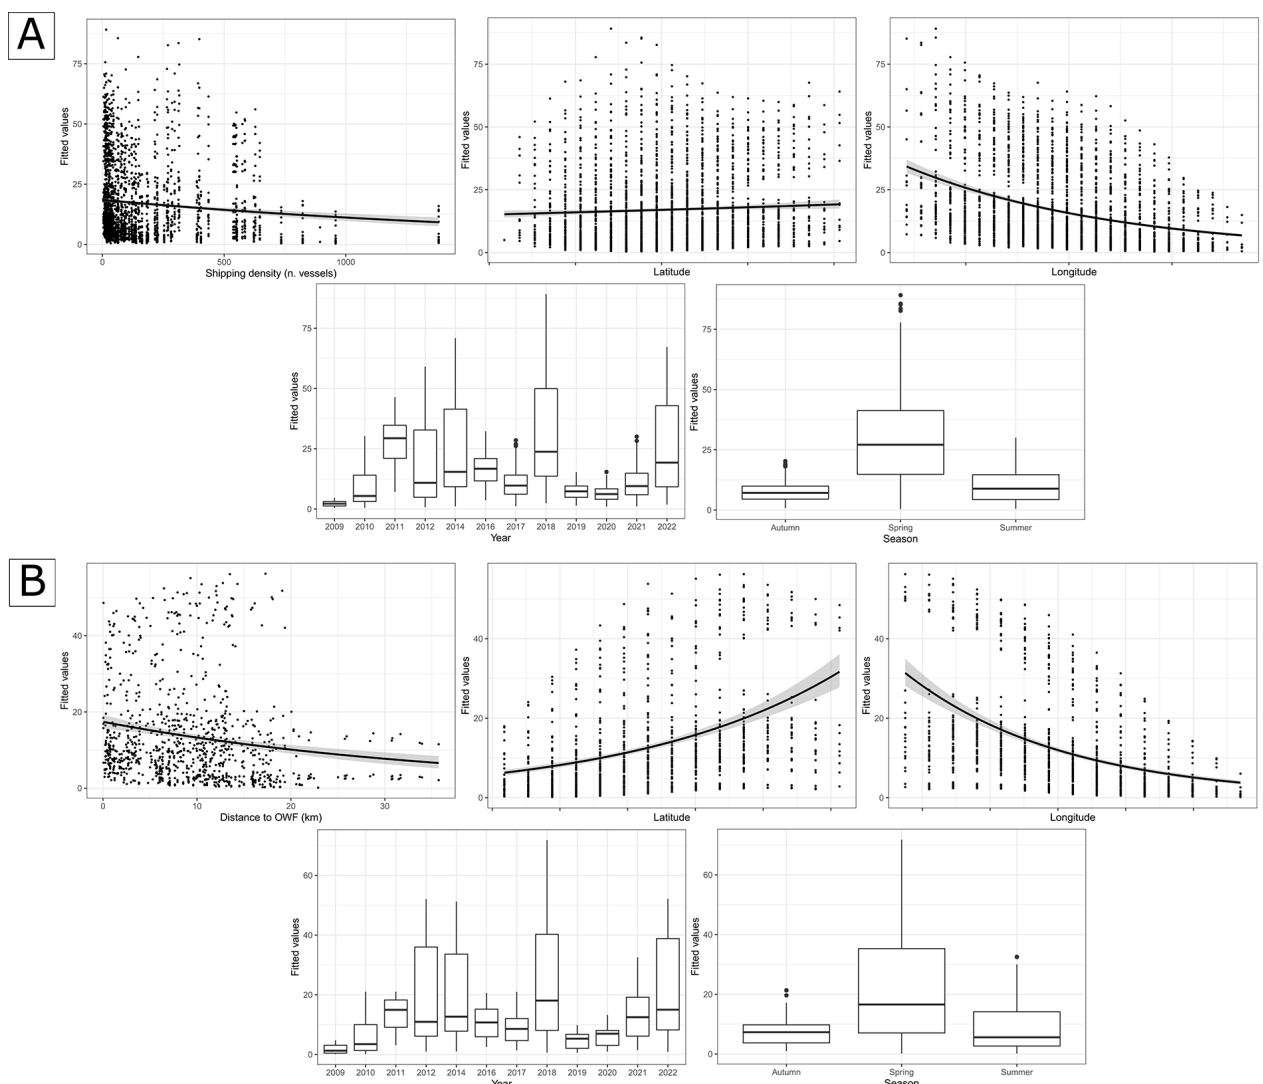 A
75
50
25
0
Fitted values
0 500 1000
Shipping density (n. vessels)
75
50
25
0
Fitted values
Latitude
75
50
25
0
Fitted values
Longitude
75
50
25
0
Fitted values
2009 2010 2011 2012 2014 2016 2017 2018 2019 2020 2021 2022
Year
75
50
25
0
Fitted values
Autumn Spring Summer
Season
B
40
20
0
Fitted values
0 10 20 30
Distance to OWF (km)
40
20
0
Fitted values
Latitude
40
20
0
Fitted values
Longitude
60
40
20
0
Fitted values
2009 2010 2011 2012 2014 2016 2017 2018 2019 2020 2021 2022
Year
60
40
20
0
Fitted values
Autumn Spring Summer
Season